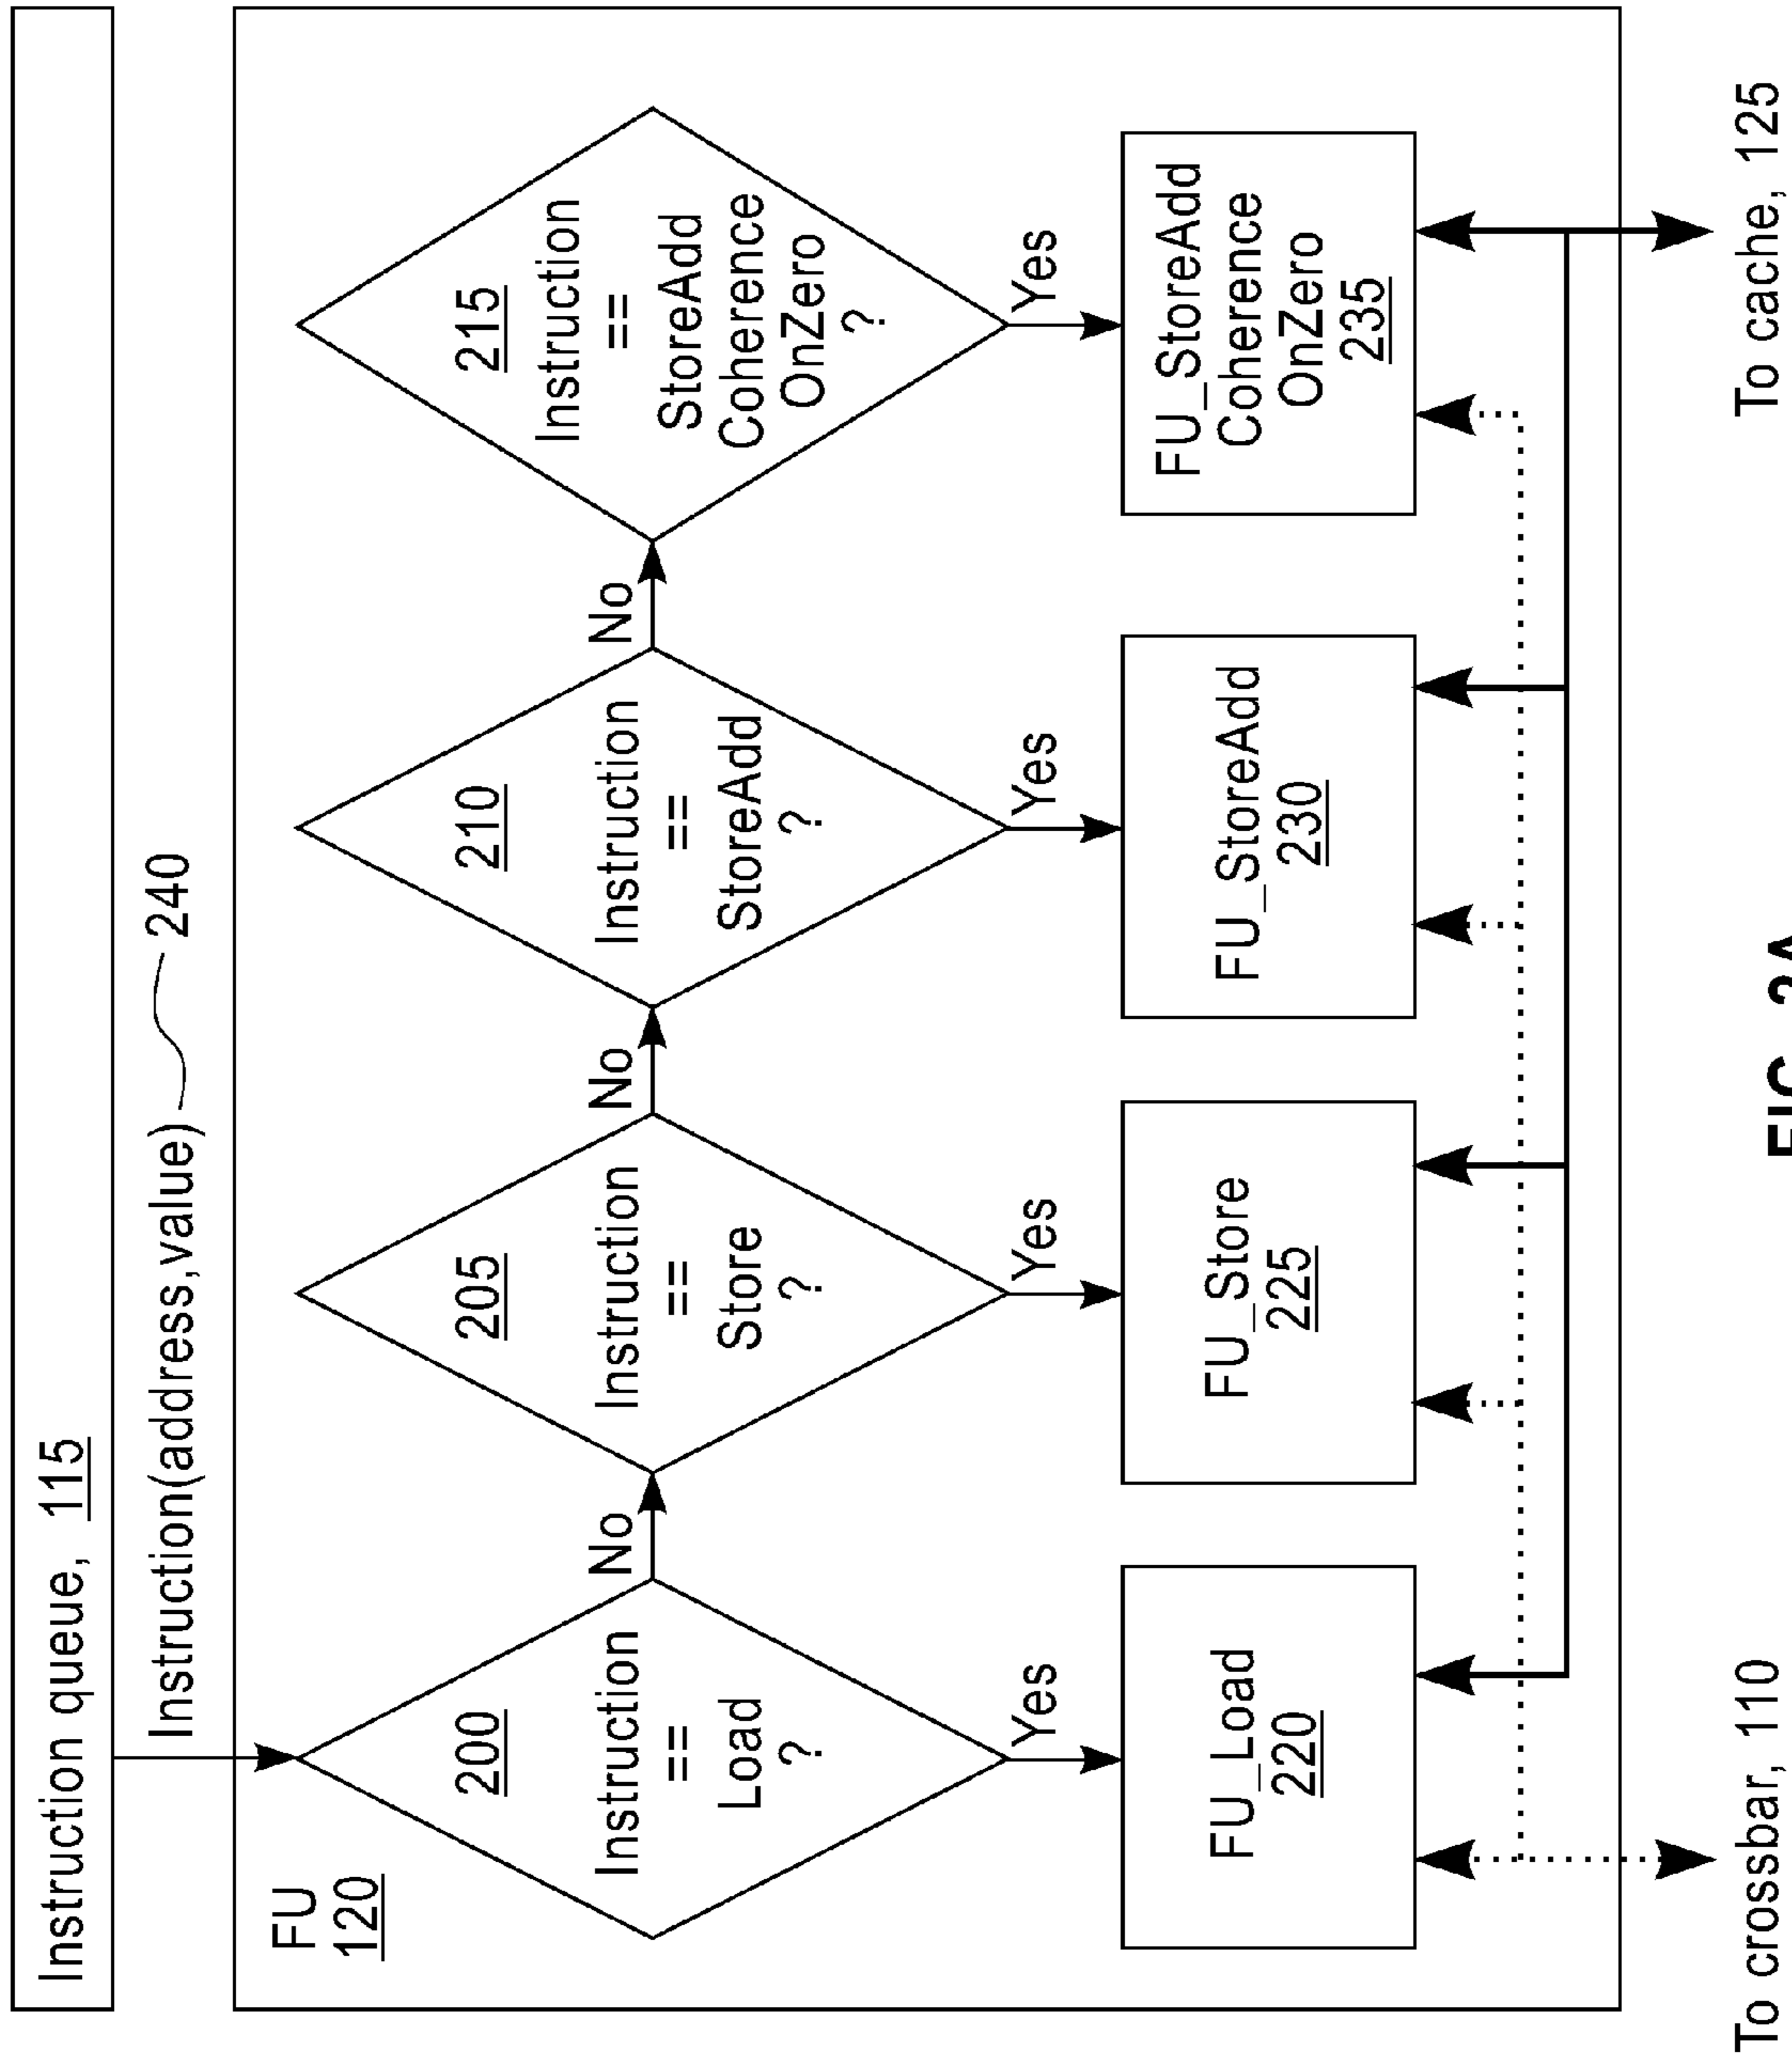 Instruction queue, 115
Instruction(address,value)
240
FU
120
200
Instruction
==
Load
?
No
205
Instruction
==
Store
?
No
210
Instruction
==
StoreAdd
?
No
215
Instruction
==
StoreAdd
Coherence
OnZero
?
Yes
Yes
Yes
Yes
FU_Load
220
FU_Store
225
FU_StoreAdd
230
FU_StoreAdd
Coherence
OnZero
235
To crossbar, 110
To cache, 125